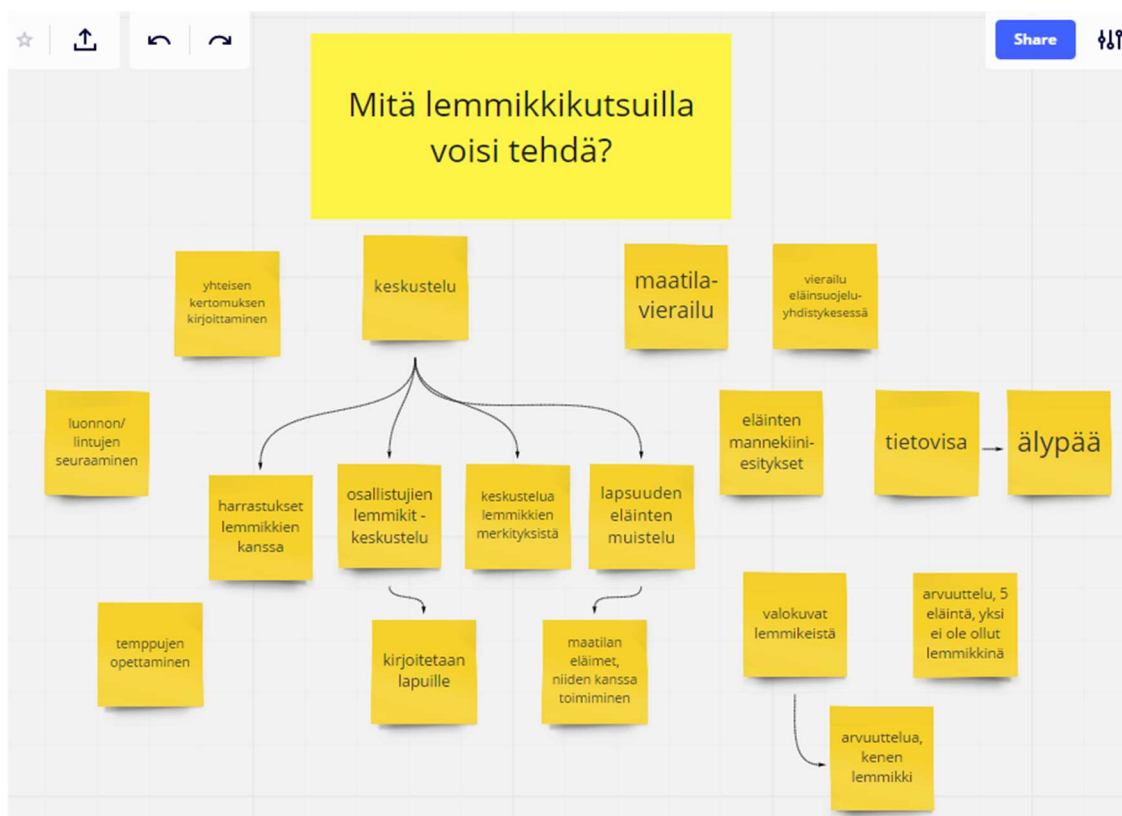 Share
Mitä lemmikkikutsuilla
voisi tehdä?
yhteisen
kertomuksen
kirjoittaminen
keskustelu
maatila-
vierailu
vierailu
eläinsuojelu-
yhdistykesessä
luonnon/
lintujen
seuraaminen
eläinten
mannekiini-
esitykset
tietovisa
älypää
harrastukset
lemmikkien
kanssa
osallistujien
lemmikit -
keskustelu
keskustelua
lemmikkien
merkityksistä
lapsuuden
eläinten
muistelu
temppujen
opettaminen
kirjoitetaan
lapuille
maatilan
eläimet,
niiden kanssa
toimiminen
valokuvat
lemmikeistä
arvuuttelu, 5
eläintä, yksi
ei ole ollut
lemmikkinä
arvuuttelua,
kenen
lemmikki